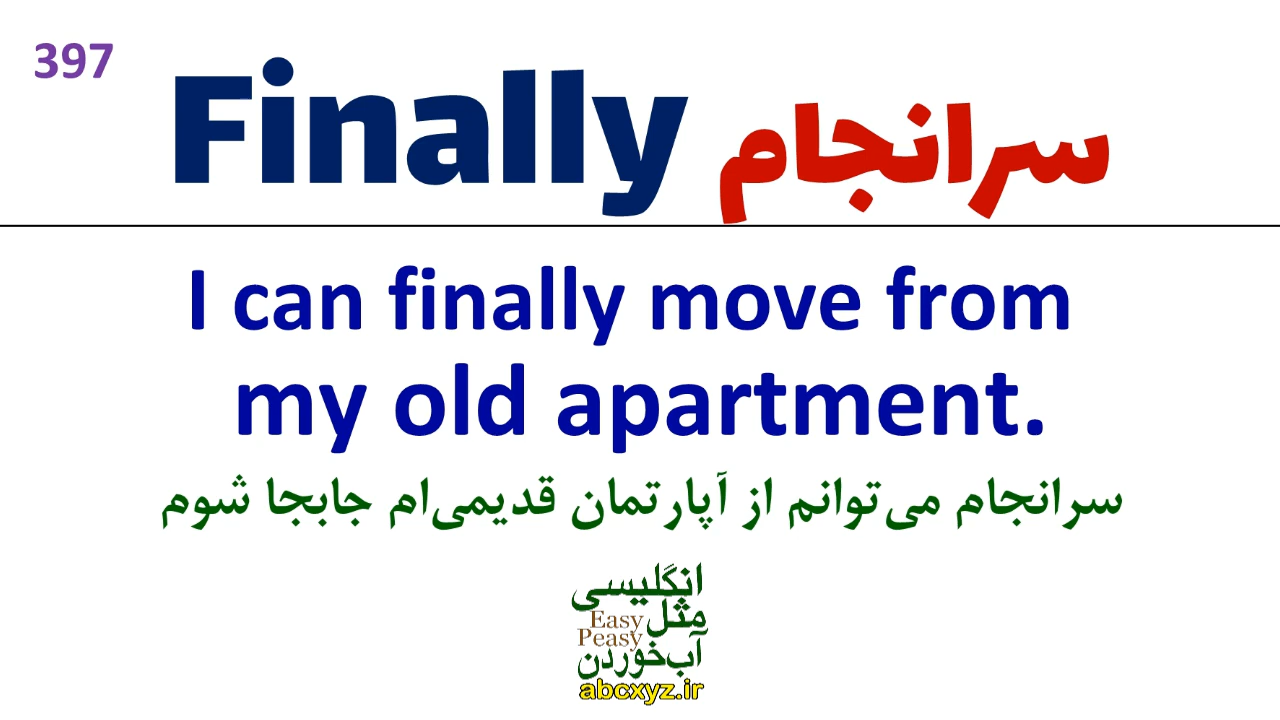 397
Finally سرانجام
I can finally move from
my old apartment.
سرانجام می‌توانم از آپارتمان قدیمی‌ام جابجا شوم
انگلیسی
مثل
Easy
Peasy
آب‌خوردن
abcxyz.ir